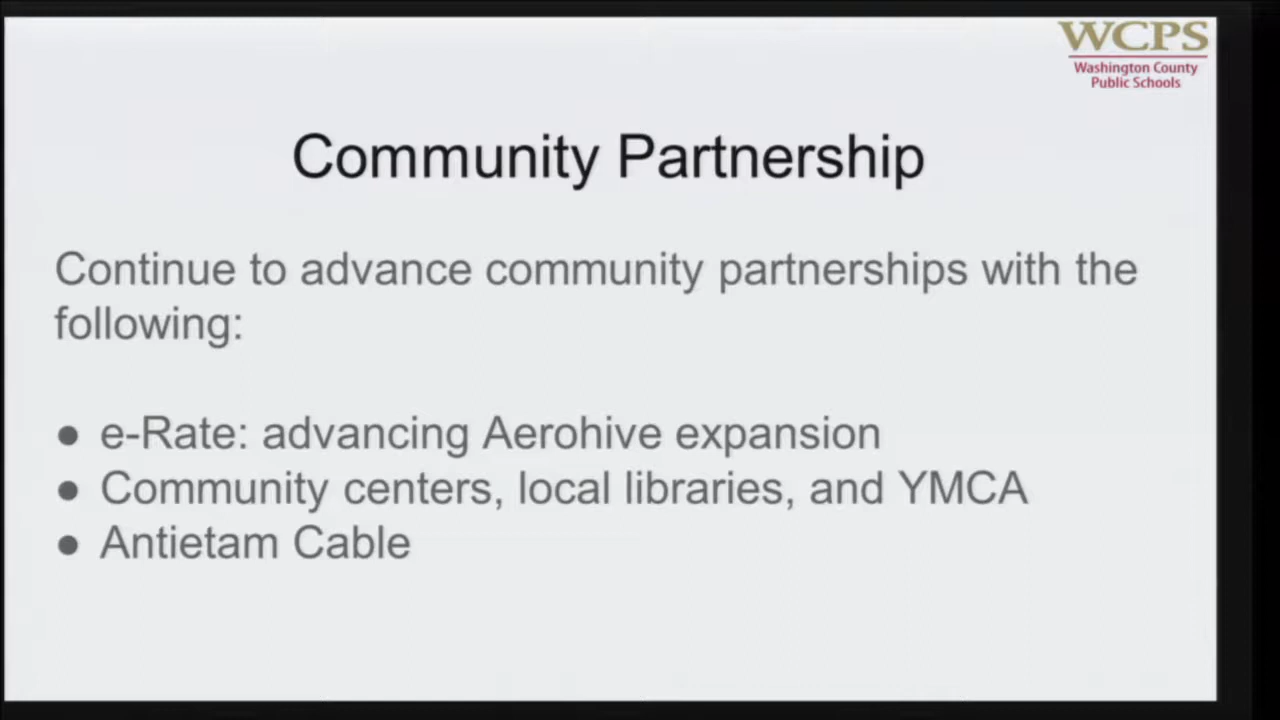 WCPS
Washington County
Public Schools
Community Partnership
Continue to advance community partnerships with the
following:
● e-Rate: advancing Aerohive expansion
● Community centers, local libraries, and YMCA
● Antietam Cable